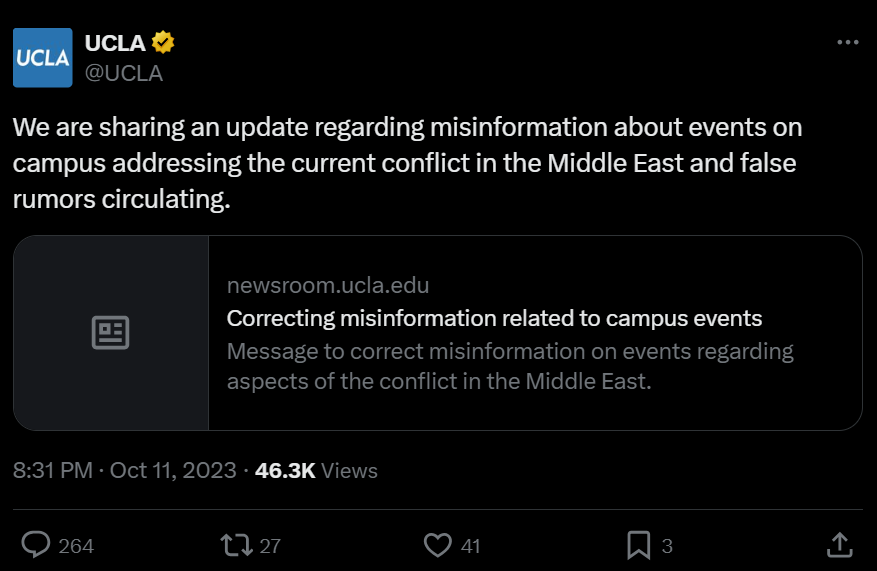 UCLA
UCLA
@UCLA
We are sharing an update regarding misinformation about events on
campus addressing the current conflict in the Middle East and false
rumors circulating.
newsroom.ucla.edu
Correcting misinformation related to campus events
Message to correct misinformation on events regarding
aspects of the conflict in the Middle East.
8:31 PM · Oct 11, 2023 · 46.3K Views
264 27 41 3